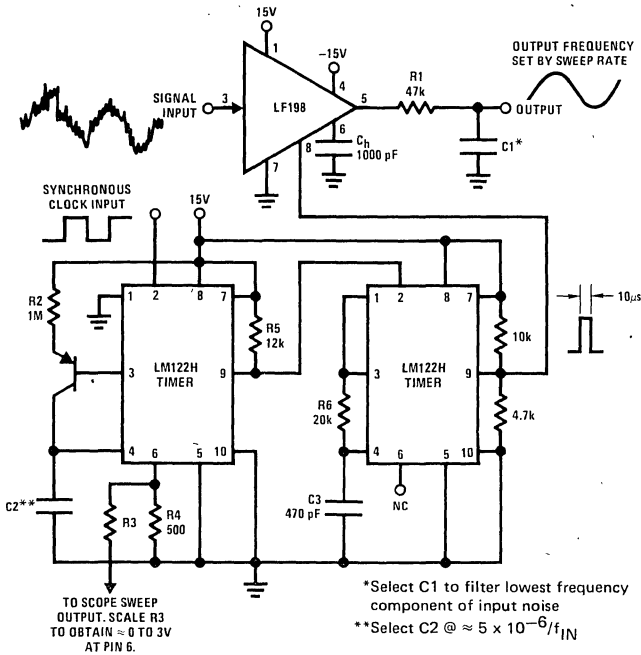 15V
-15V
OUTPUT FREQUENCY
SET BY SWEEP RATE
1
4
R1
47k
SIGNAL
INPUT
3
LF198
5
OUTPUT
6
8
Ch
1000 pF
C1*
7
SYNCHRONOUS
CLOCK INPUT
15V
R2
1M
1
2
8
7
R5
12k
3
LM122H
TIMER
9
4
6
5
10
C2**
R3
R4
500
1
2
8
7
10k
10μs
3
LM122H
TIMER
9
R6
20k
4.7k
4
6
5
10
C3
470 pF
NC
TO SCOPE SWEEP
OUTPUT. SCALE R3
TO OBTAIN ≈ 0 TO 3V
AT PIN 6.
*Select C1 to filter lowest frequency
component of input noise
**Select C2 @ ≈ 5 x 10⁻⁶/fIN